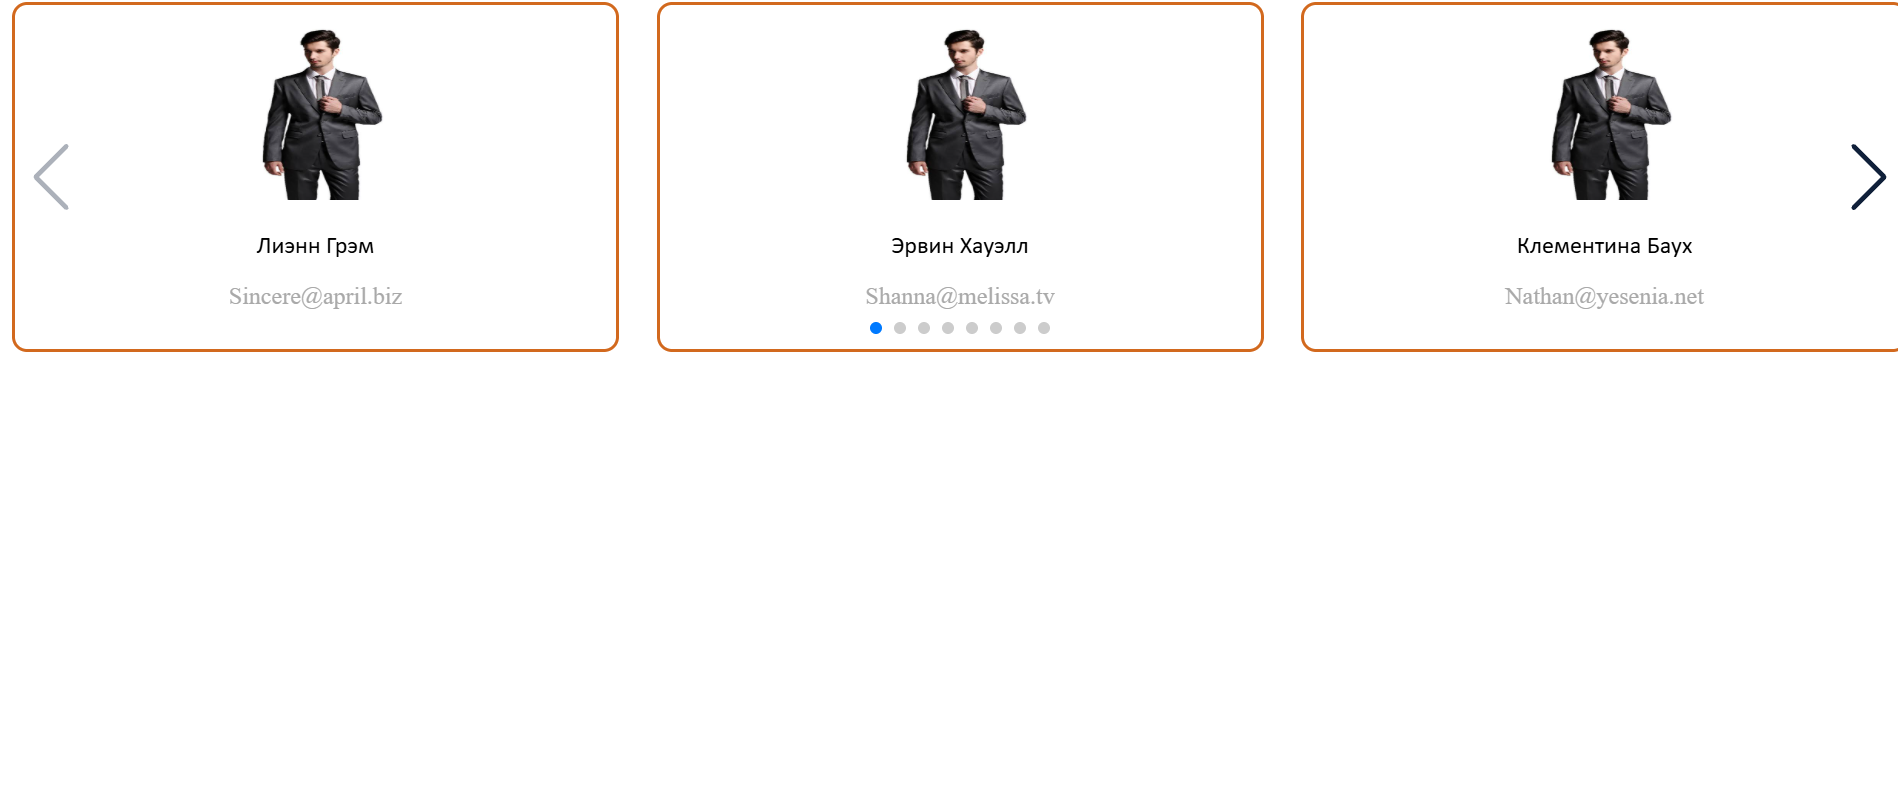 Лиэнн Грэм
Sincere@april.biz
Эрвин Хауэлл
Shanna@melissa.tv
Клементина Баух
Nathan@yesenia.net